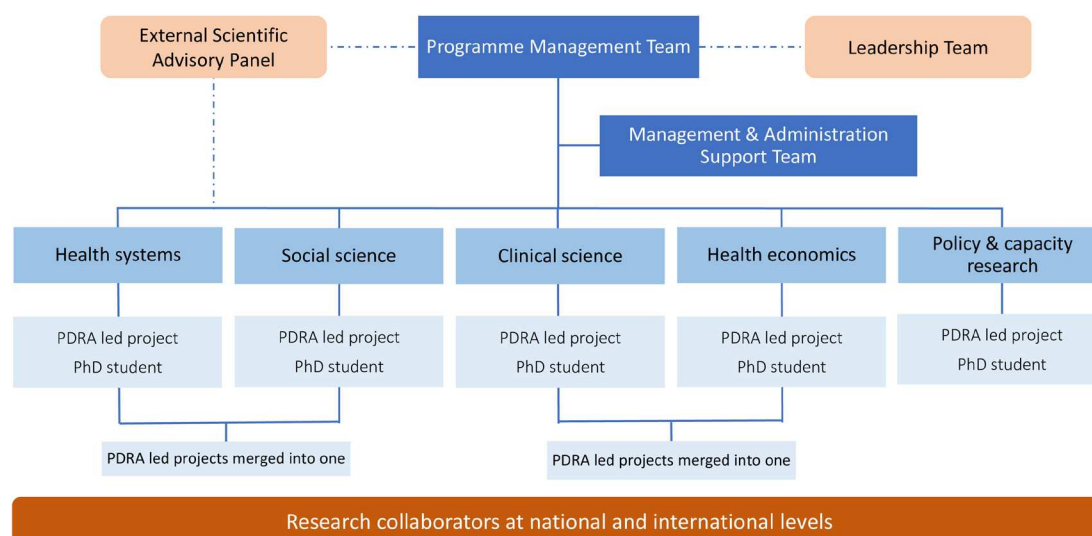 External Scientific
Advisory Panel
Programme Management Team
Leadership Team
Management & Administration
Support Team
Health systems
Social science
Clinical science
Health economics
Policy & capacity
research
PDRA led project
PhD student
PDRA led project
PhD student
PDRA led project
PhD student
PDRA led project
PhD student
PDRA led project
PhD student
PDRA led projects merged into one
PDRA led projects merged into one
Research collaborators at national and international levels